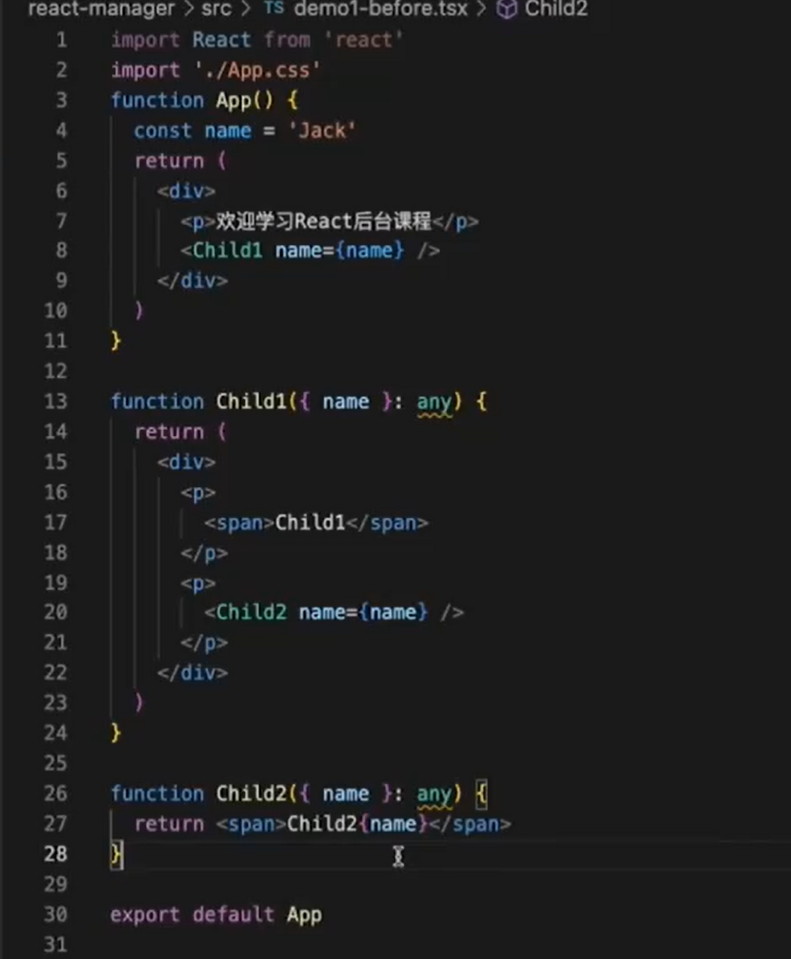 react-manager > src > TS demo1-before.tsx > Child2
1 import React from 'react'
2 import './App.css'
3 function App() {
4   const name = 'Jack'
5   return (
6     <div>
7       <p>欢迎学习React后台课程</p>
8       <Child1 name={name} />
9     </div>
10   )
11 }
12
13 function Child1({ name }: any) {
14   return (
15     <div>
16       <p>
17         <span>Child1</span>
18       </p>
19       <p>
20         <Child2 name={name} />
21       </p>
22     </div>
23   )
24 }
25
26 function Child2({ name }: any) {
27   return <span>Child2{name}</span>
28 }
29
30 export default App
31